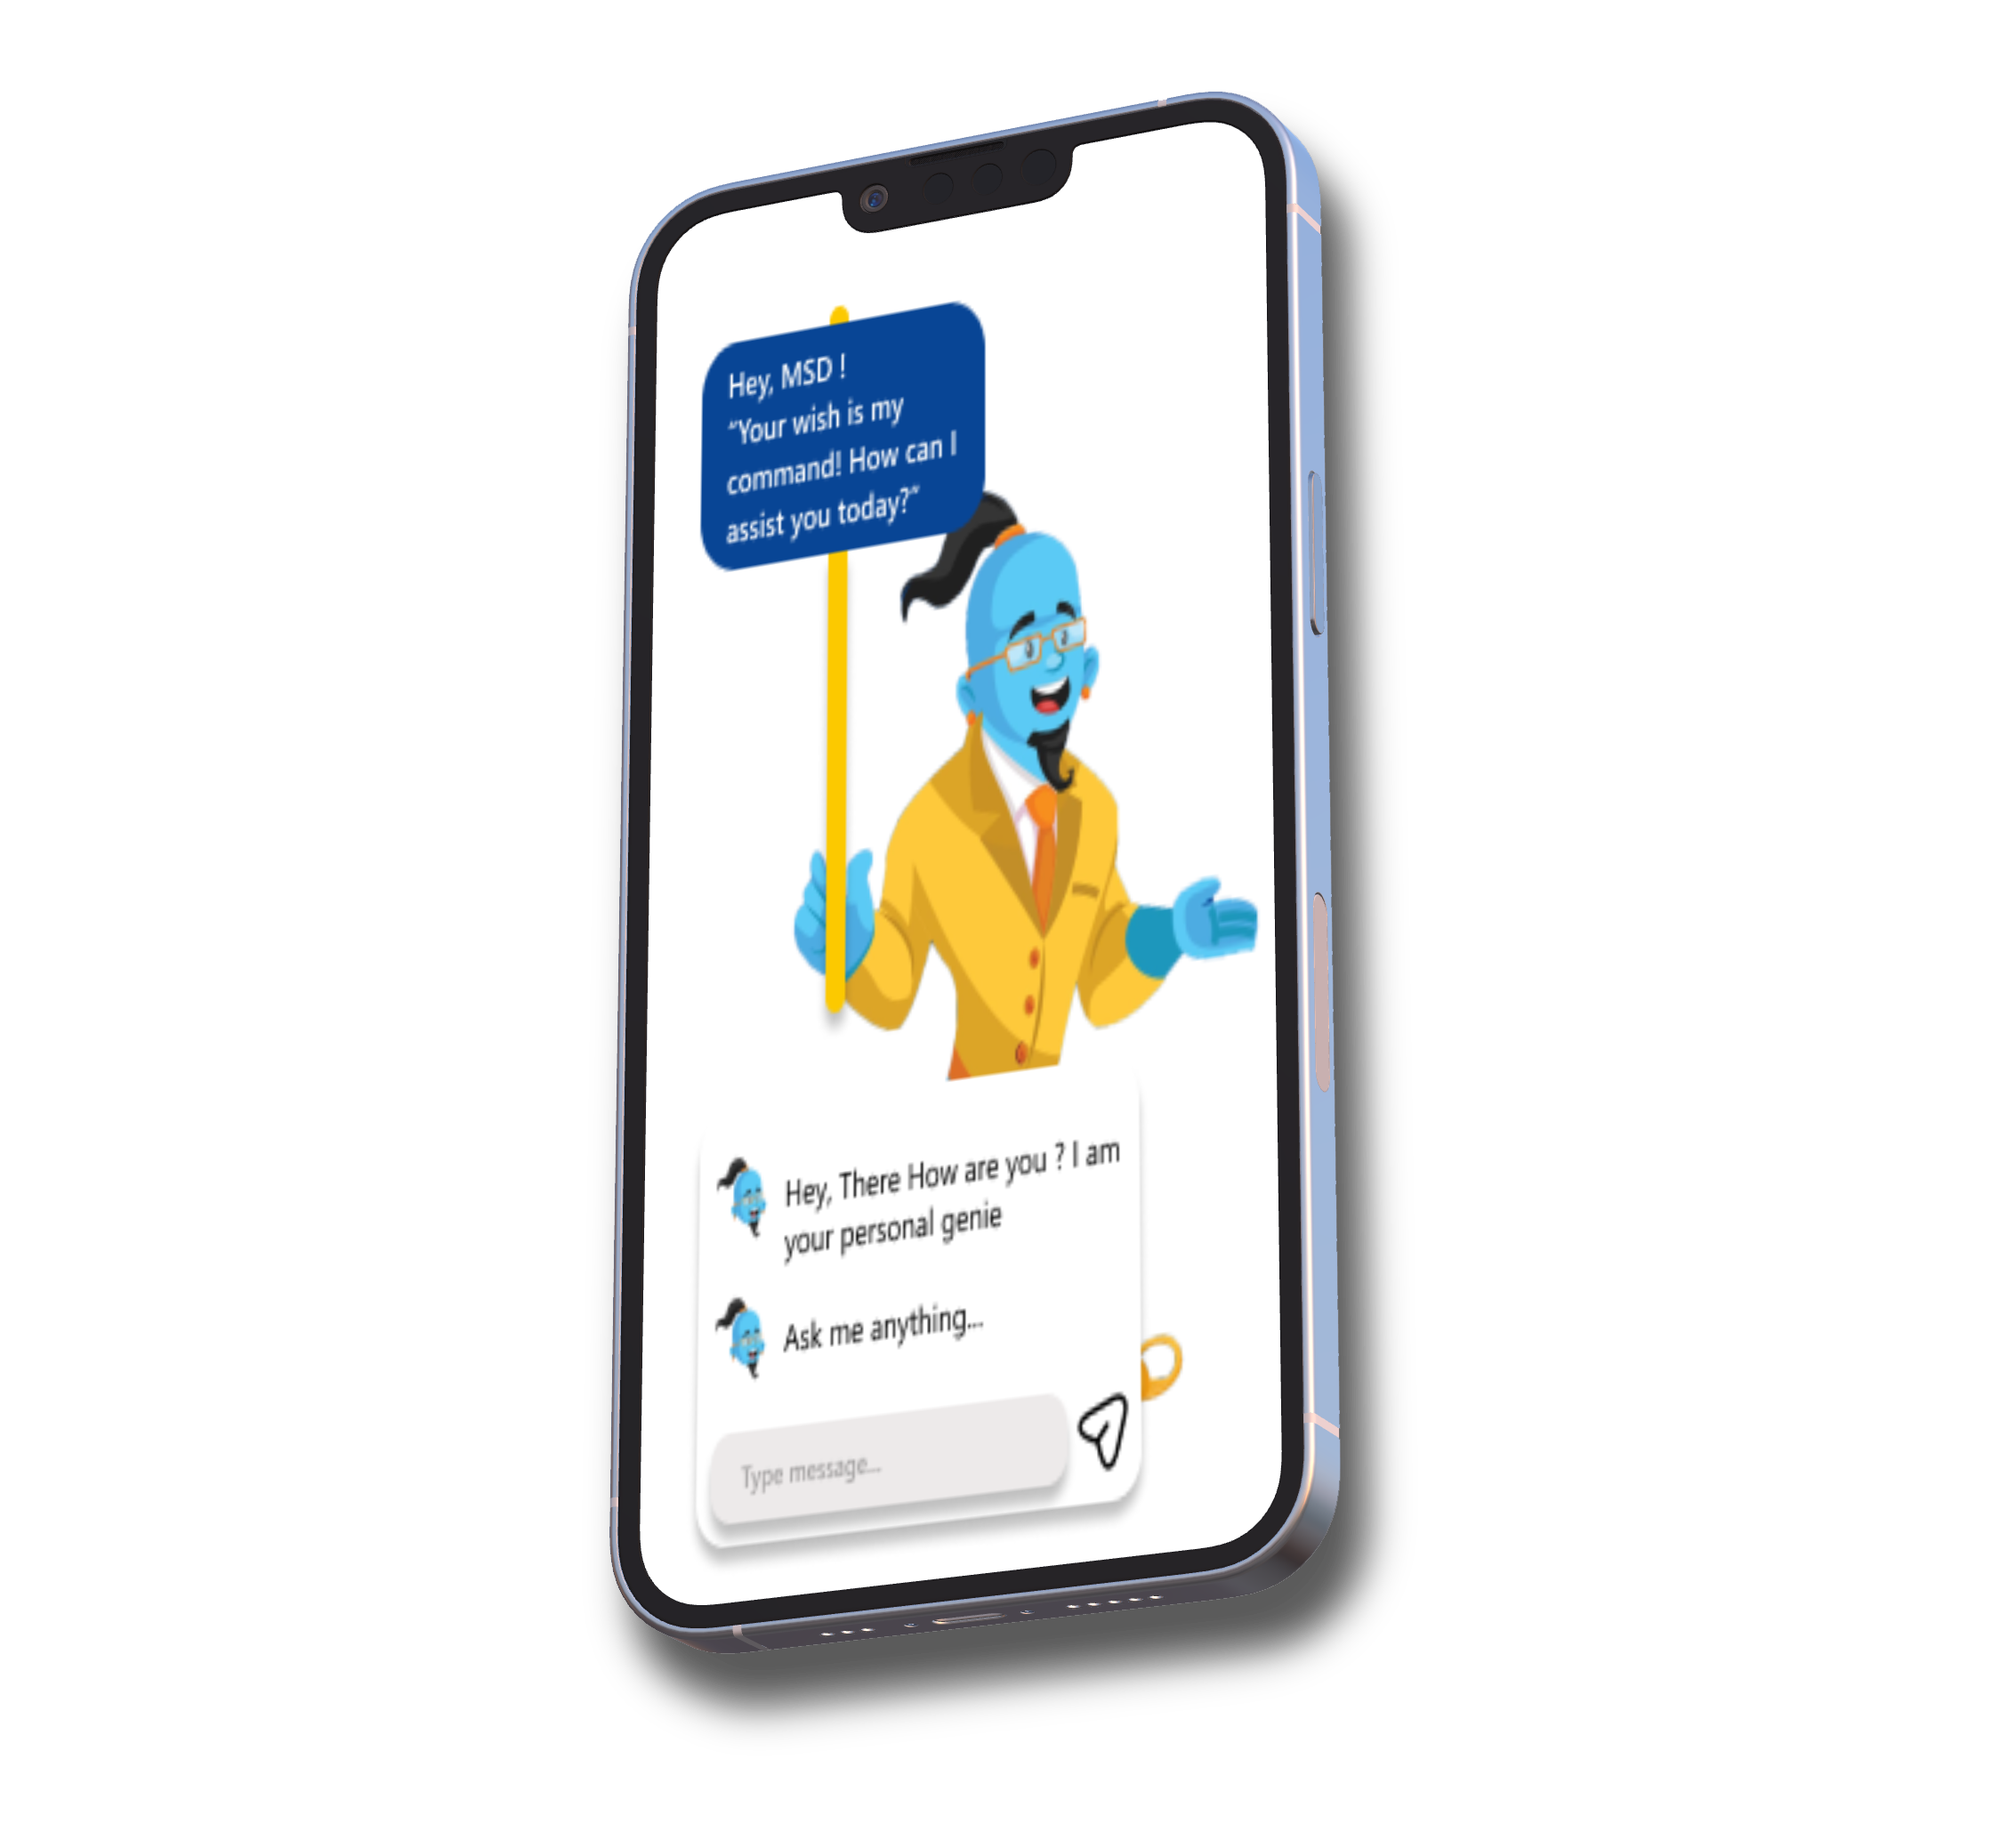 Hey, MSD !
“Your wish is my
command! How can I
assist you today?”
Hey, There How are you ? I am
your personal genie
Ask me anything...
Type message...